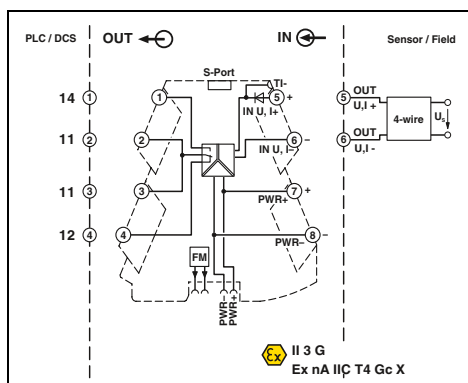 PLC / DCS
OUT
IN
Sensor / Field
S-Port
TI-
14 1
1
5 +
5 OUT
U,I +
IN U, I+
4-wire
Us
11 2
2
6 –
6 OUT
U,I -
IN U, I–
11 3
3
7 +
PWR+
12 4
4
8 –
PWR–
FM
PWR–
PWR+
Ex II 3 G
Ex nA IIC T4 Gc X